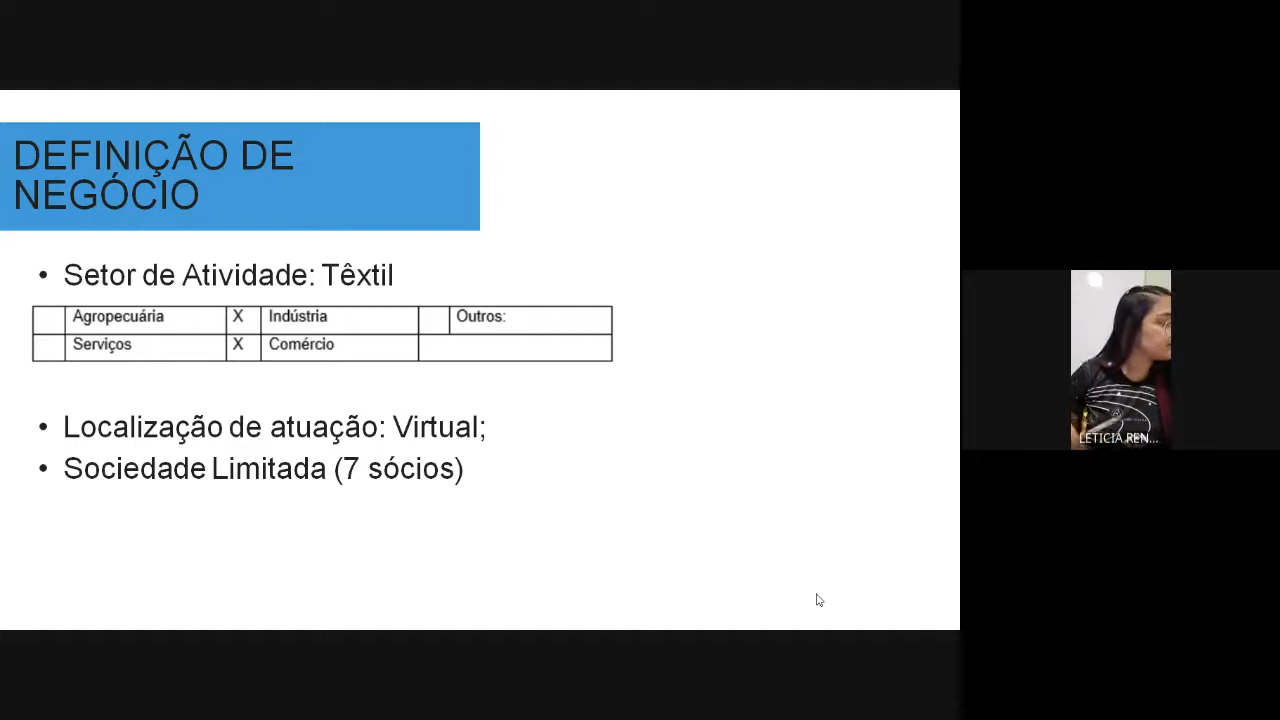 DEFINIÇÃO DE
NEGÓCIO
• Setor de Atividade: Têxtil
Agropecuária X Indústria Outros:
Serviços X Comércio
• Localização de atuação: Virtual;
• Sociedade Limitada (7 sócios)
LETICIA REN...